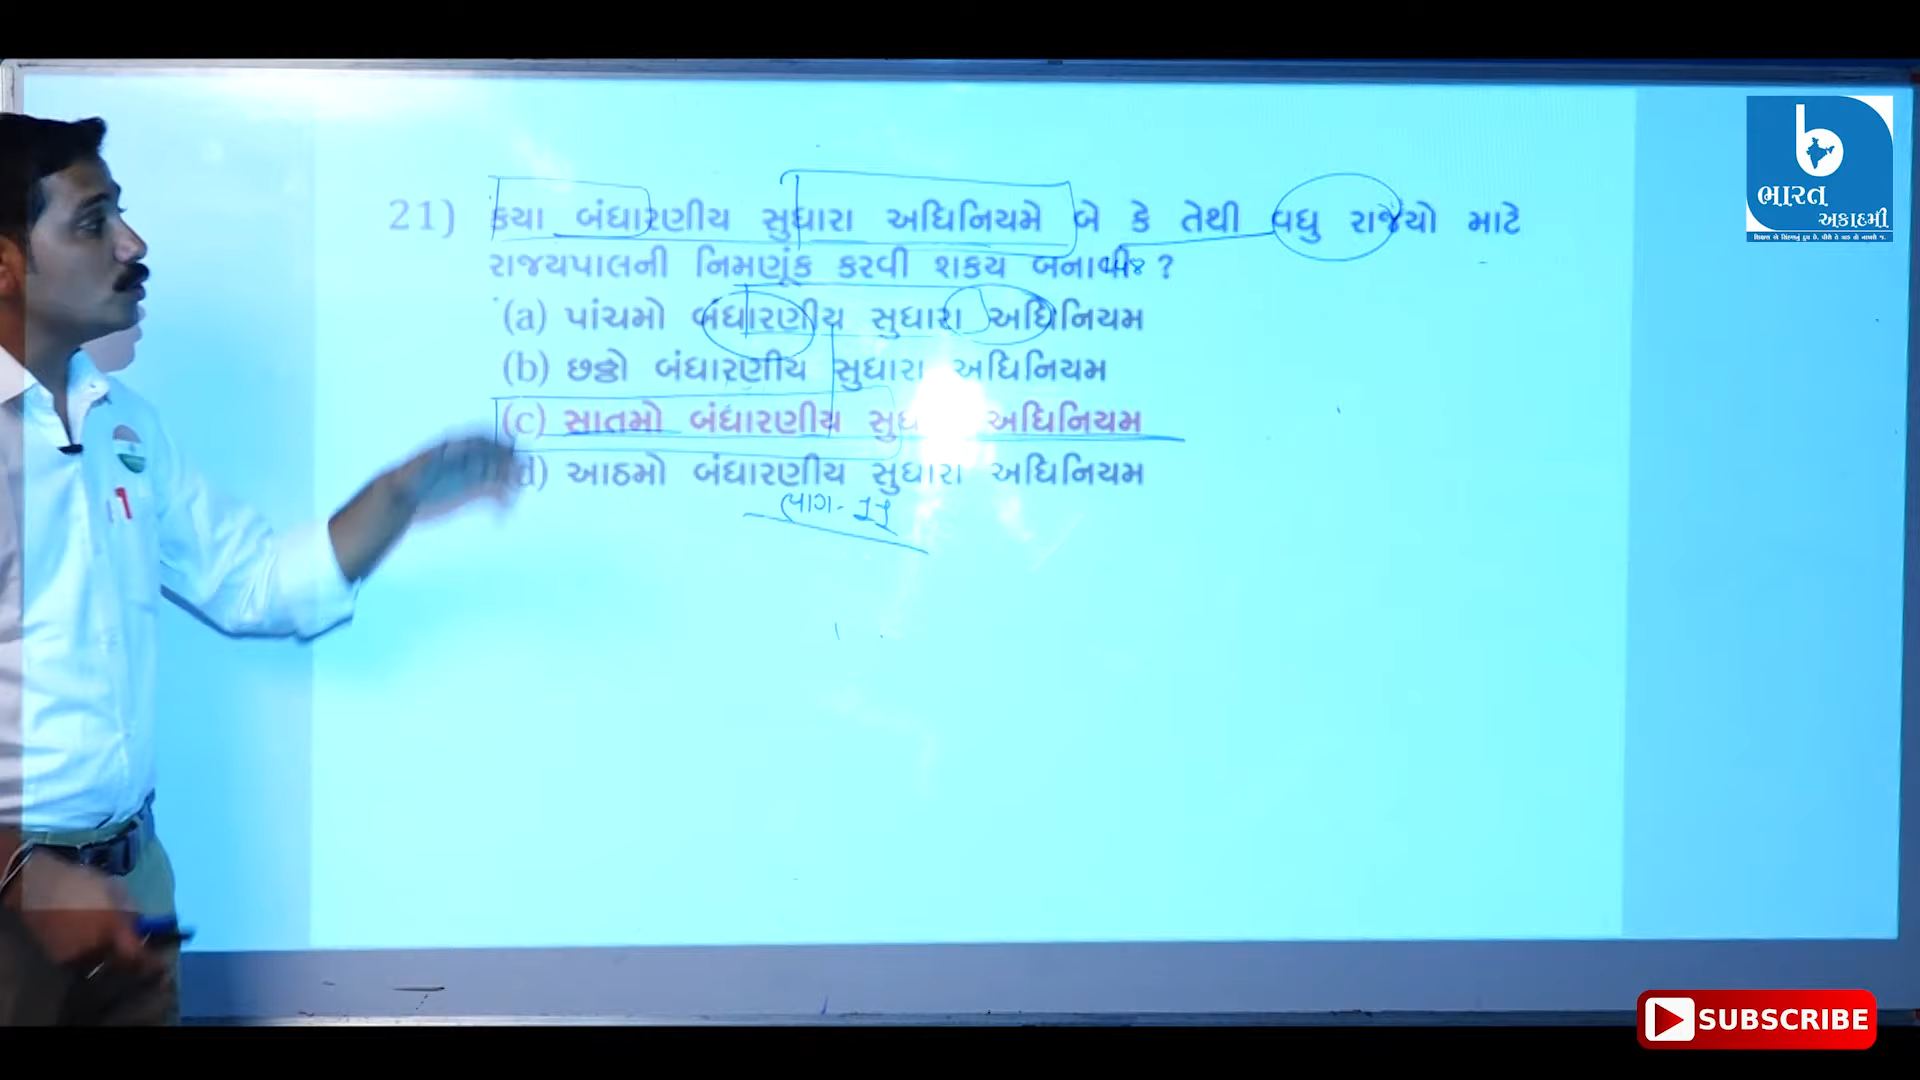 21) કયા બંધારણીય સુધારા અધિનિયમે બે કે તેથી વધુ રાજયો માટે
રાજયપાલની નિમણૂંક કરવી શકય બનાવી ?
(a) પાંચમો બંધારણીય સુધારા અધિનિયમ
(b) છઠ્ઠો બંધારણીય સુધારા અધિનિયમ
(c) સાતમો બંધારણીય અધિનિયમ
(d) આઠમો બંધારણીય સુધારા અધિનિયમ
ભાગ-
ભારત
અકાદમી
SUBSCRIBE